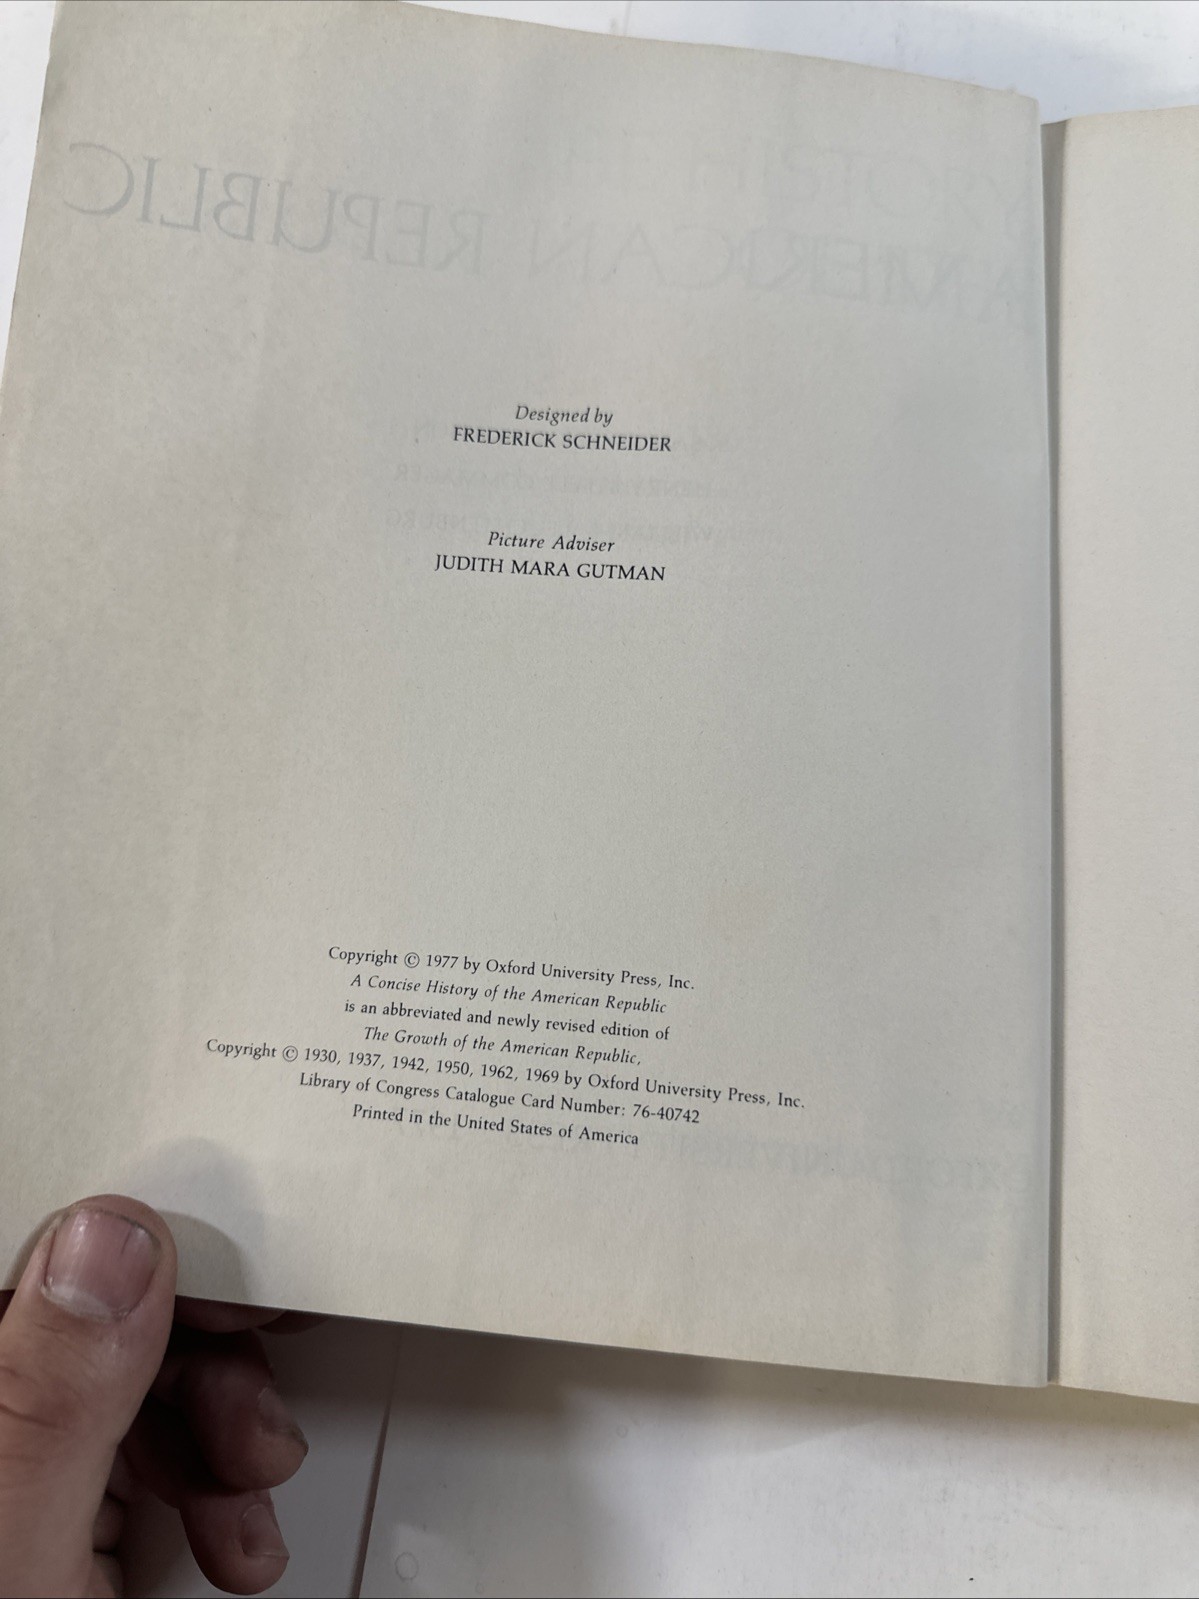 Designed by
FREDERICK SCHNEIDER
Picture Adviser
JUDITH MARA GUTMAN
Copyright © 1977 by Oxford University Press, Inc.
A Concise History of the American Republic
is an abbreviated and newly revised edition of
The Growth of the American Republic,
Copyright © 1930, 1937, 1942, 1950, 1962, 1969 by Oxford University Press, Inc.
Library of Congress Catalogue Card Number: 76-40742
Printed in the United States of America